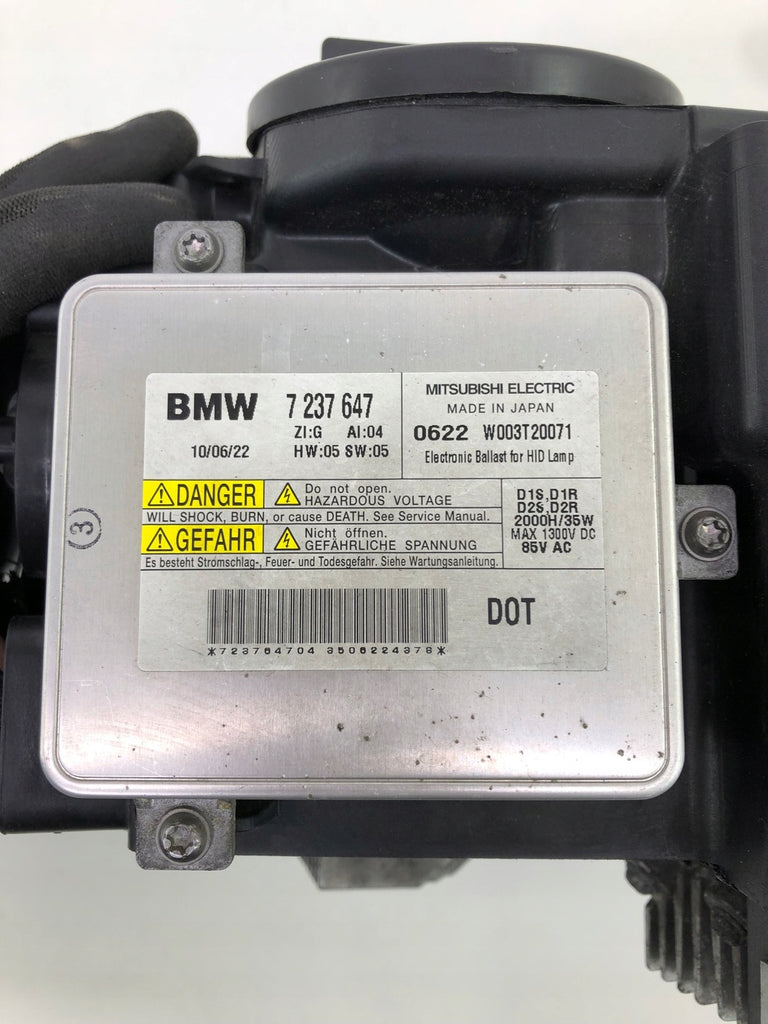 BMW 7 237 647
ZI:G AI:04
10/06/22 HW:05 SW:05
MITSUBISHI ELECTRIC
MADE IN JAPAN
0622 W003T20071
Electronic Ballast for HID Lamp
DANGER Do not open.
HAZARDOUS VOLTAGE
WILL SHOCK, BURN, or cause DEATH. See Service Manual.
GEFAHR Nicht öffnen.
GEFÄHRLICHE SPANNUNG
Es besteht Stromschlag-, Feuer- und Todesgefahr. Siehe Wartungsanleitung.
D1S,D1R
D2S,D2R
2000H/35W
MAX 1300V DC
85V AC
(3)
DOT
*723764704 3506224378*